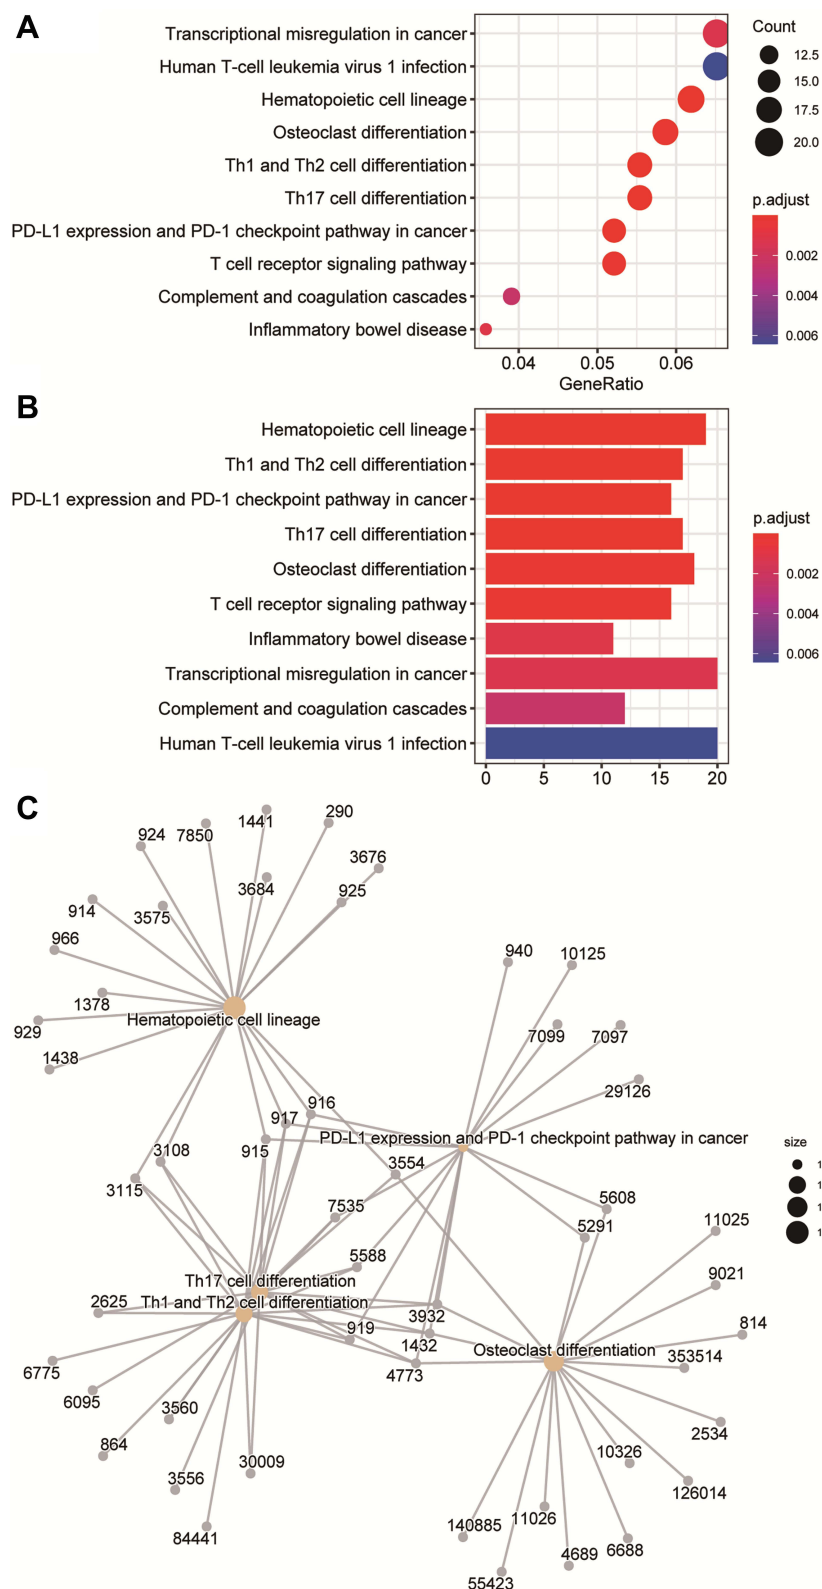 A
Transcriptional misregulation in cancer
Human T-cell leukemia virus 1 infection
Hematopoietic cell lineage
Osteoclast differentiation
Th1 and Th2 cell differentiation
Th17 cell differentiation
PD-L1 expression and PD-1 checkpoint pathway in cancer
T cell receptor signaling pathway
Complement and coagulation cascades
Inflammatory bowel disease
0.04 0.05 0.06
GeneRatio
Count
12.5
15.0
17.5
20.0
p.adjust
0.002
0.004
0.006
B
Hematopoietic cell lineage
Th1 and Th2 cell differentiation
PD-L1 expression and PD-1 checkpoint pathway in cancer
Th17 cell differentiation
Osteoclast differentiation
T cell receptor signaling pathway
Inflammatory bowel disease
Transcriptional misregulation in cancer
Complement and coagulation cascades
Human T-cell leukemia virus 1 infection
0 5 10 15 20
p.adjust
0.002
0.004
0.006
C
1441
290
924
7850
3676
3684
925
914
3575
966
940
10125
1378
Hematopoietic cell lineage
929
7099
7097
1438
29126
916
917
PD-L1 expression and PD-1 checkpoint pathway in cancer
915
3108
3554
3115
7535
5608
5291
11025
5588
Th17 cell differentiation
9021
2625
Th1 and Th2 cell differentiation
3932
919
1432
814
Osteoclast differentiation
353514
6775
4773
6095
3560
2534
864
10326
30009
3556
126014
140885
11026
84441
6688
4689
55423
size
1
1
1
1